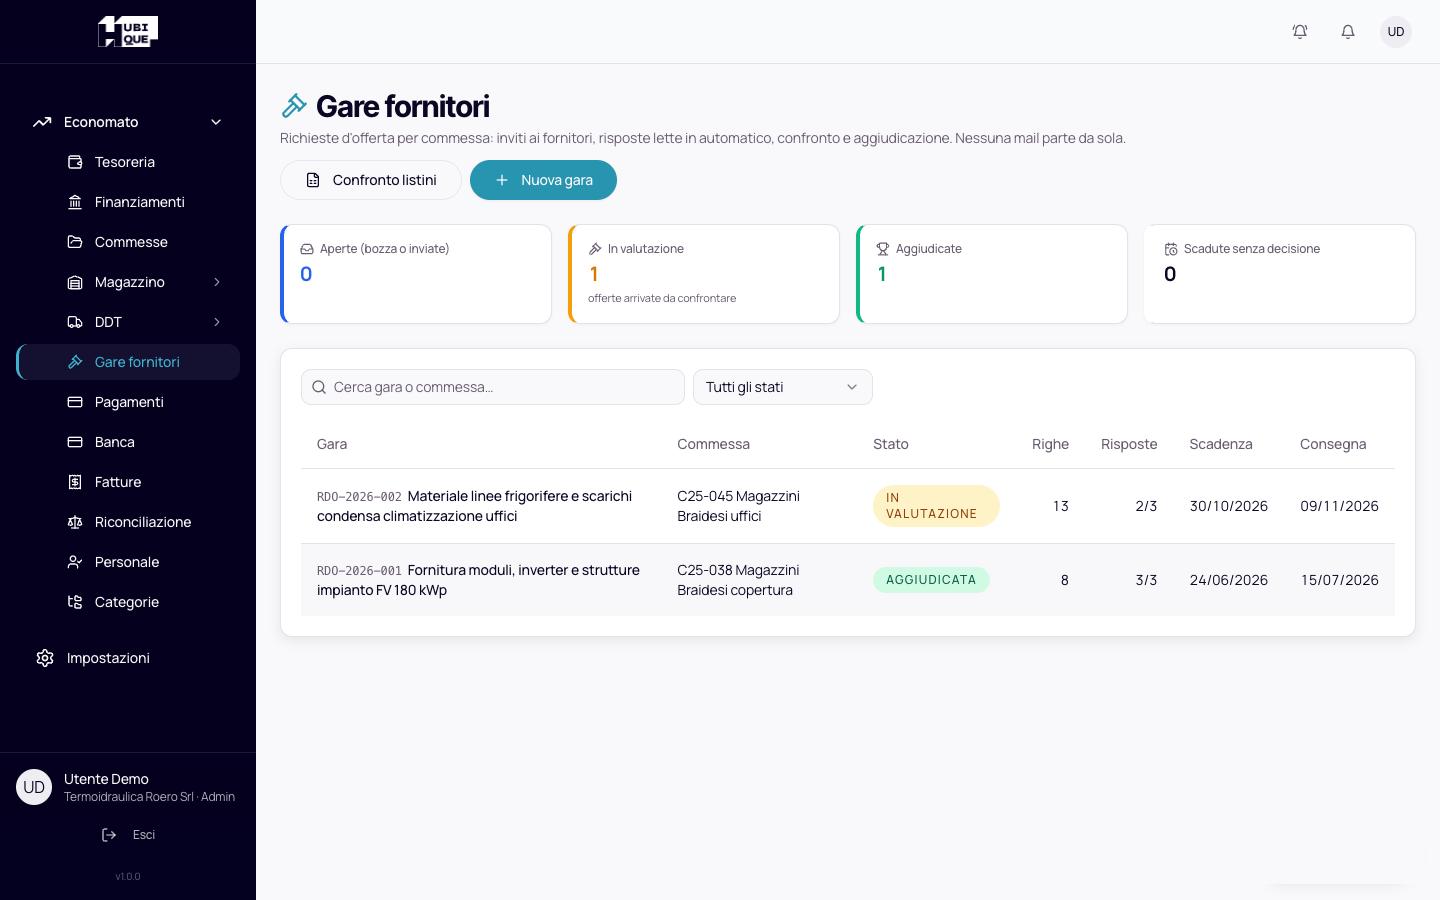 UBI
QUE
UD
Economato
Tesoreria
Finanziamenti
Commesse
Magazzino
DDT
Gare fornitori
Pagamenti
Banca
Fatture
Riconciliazione
Personale
Categorie
Impostazioni
UD
Utente Demo
Termoidraulica Roero Srl · Admin
Esci
v1.0.0
Gare fornitori
Richieste d'offerta per commessa: inviti ai fornitori, risposte lette in automatico, confronto e aggiudicazione. Nessuna mail parte da sola.
Confronto listini
Nuova gara
Aperte (bozza o inviate)
0
In valutazione
1
offerte arrivate da confrontare
Aggiudicate
1
Scadute senza decisione
0
Cerca gara o commessa...
Tutti gli stati
Gara Commessa Stato Righe Risposte Scadenza Consegna
RDO-2026-002 Materiale linee frigorifere e scarichi
condensa climatizzazione uffici
C25-045 Magazzini
Braidesi uffici
IN
VALUTAZIONE
13 2/3 30/10/2026 09/11/2026
RDO-2026-001 Fornitura moduli, inverter e strutture
impianto FV 180 kWp
C25-038 Magazzini
Braidesi copertura
AGGIUDICATA
8 3/3 24/06/2026 15/07/2026